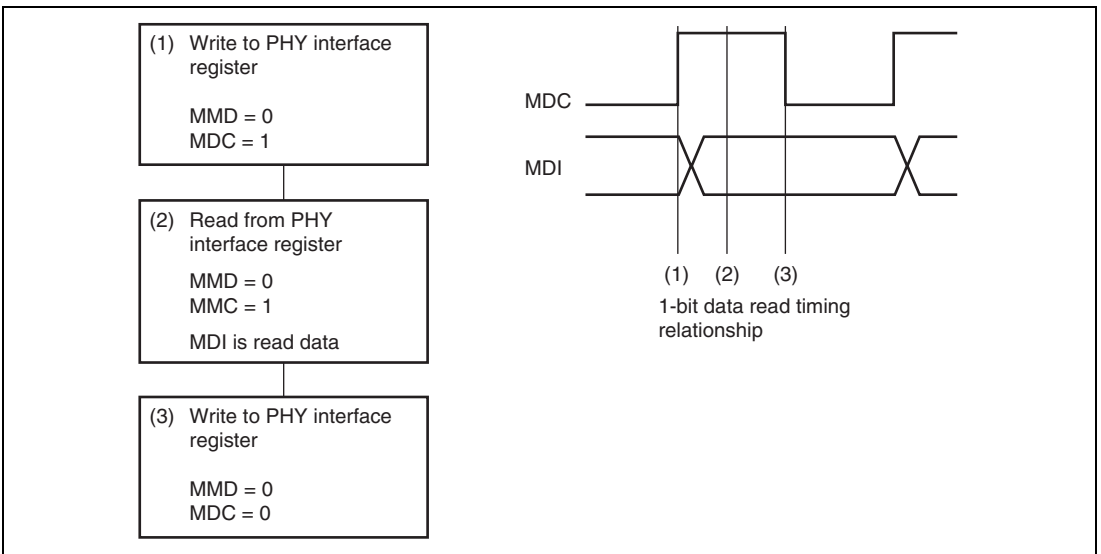 (1) Write to PHY interface
register
MMD = 0
MDC = 1
(2) Read from PHY
interface register
MMD = 0
MMC = 1
MDI is read data
(3) Write to PHY interface
register
MMD = 0
MDC = 0
MDC
MDI
(1) (2) (3)
1-bit data read timing
relationship